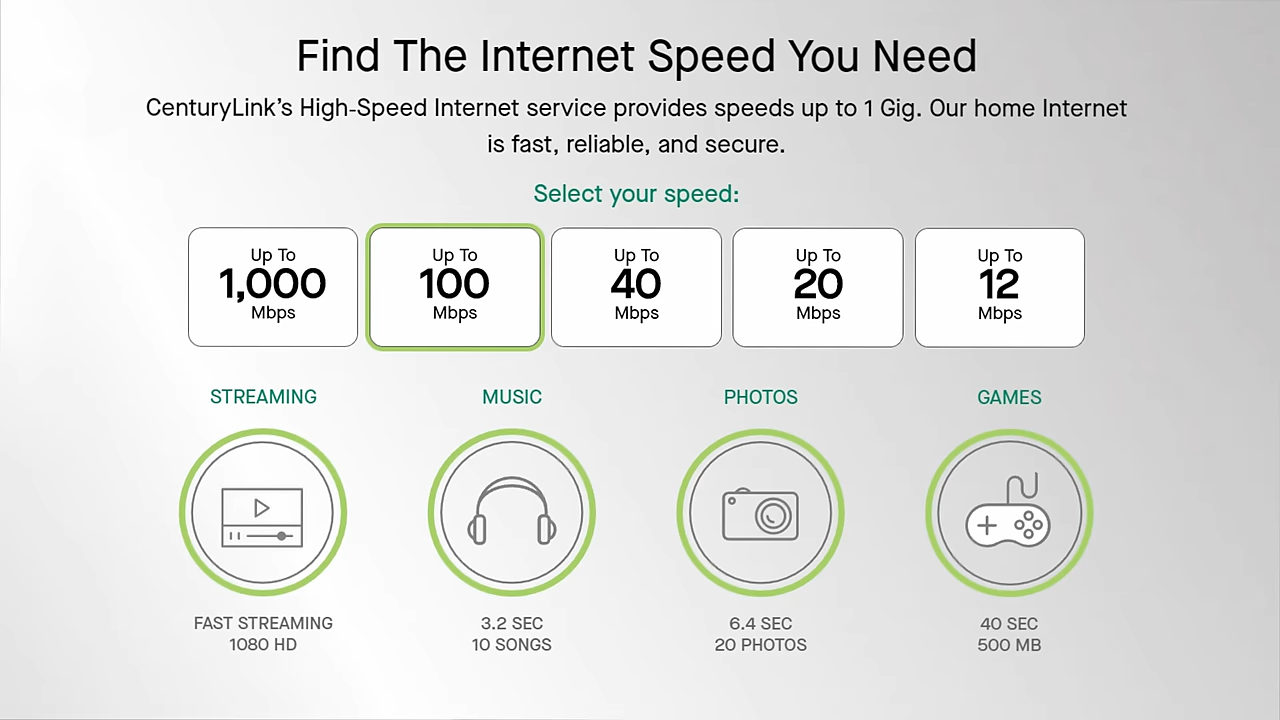 Find The Internet Speed You Need
CenturyLink's High-Speed Internet service provides speeds up to 1 Gig. Our home Internet
is fast, reliable, and secure.
Select your speed:
Up To
1,000
Mbps
Up To
100
Mbps
Up To
40
Mbps
Up To
20
Mbps
Up To
12
Mbps
STREAMING
FAST STREAMING
1080 HD
MUSIC
3.2 SEC
10 SONGS
PHOTOS
6.4 SEC
20 PHOTOS
GAMES
40 SEC
500 MB